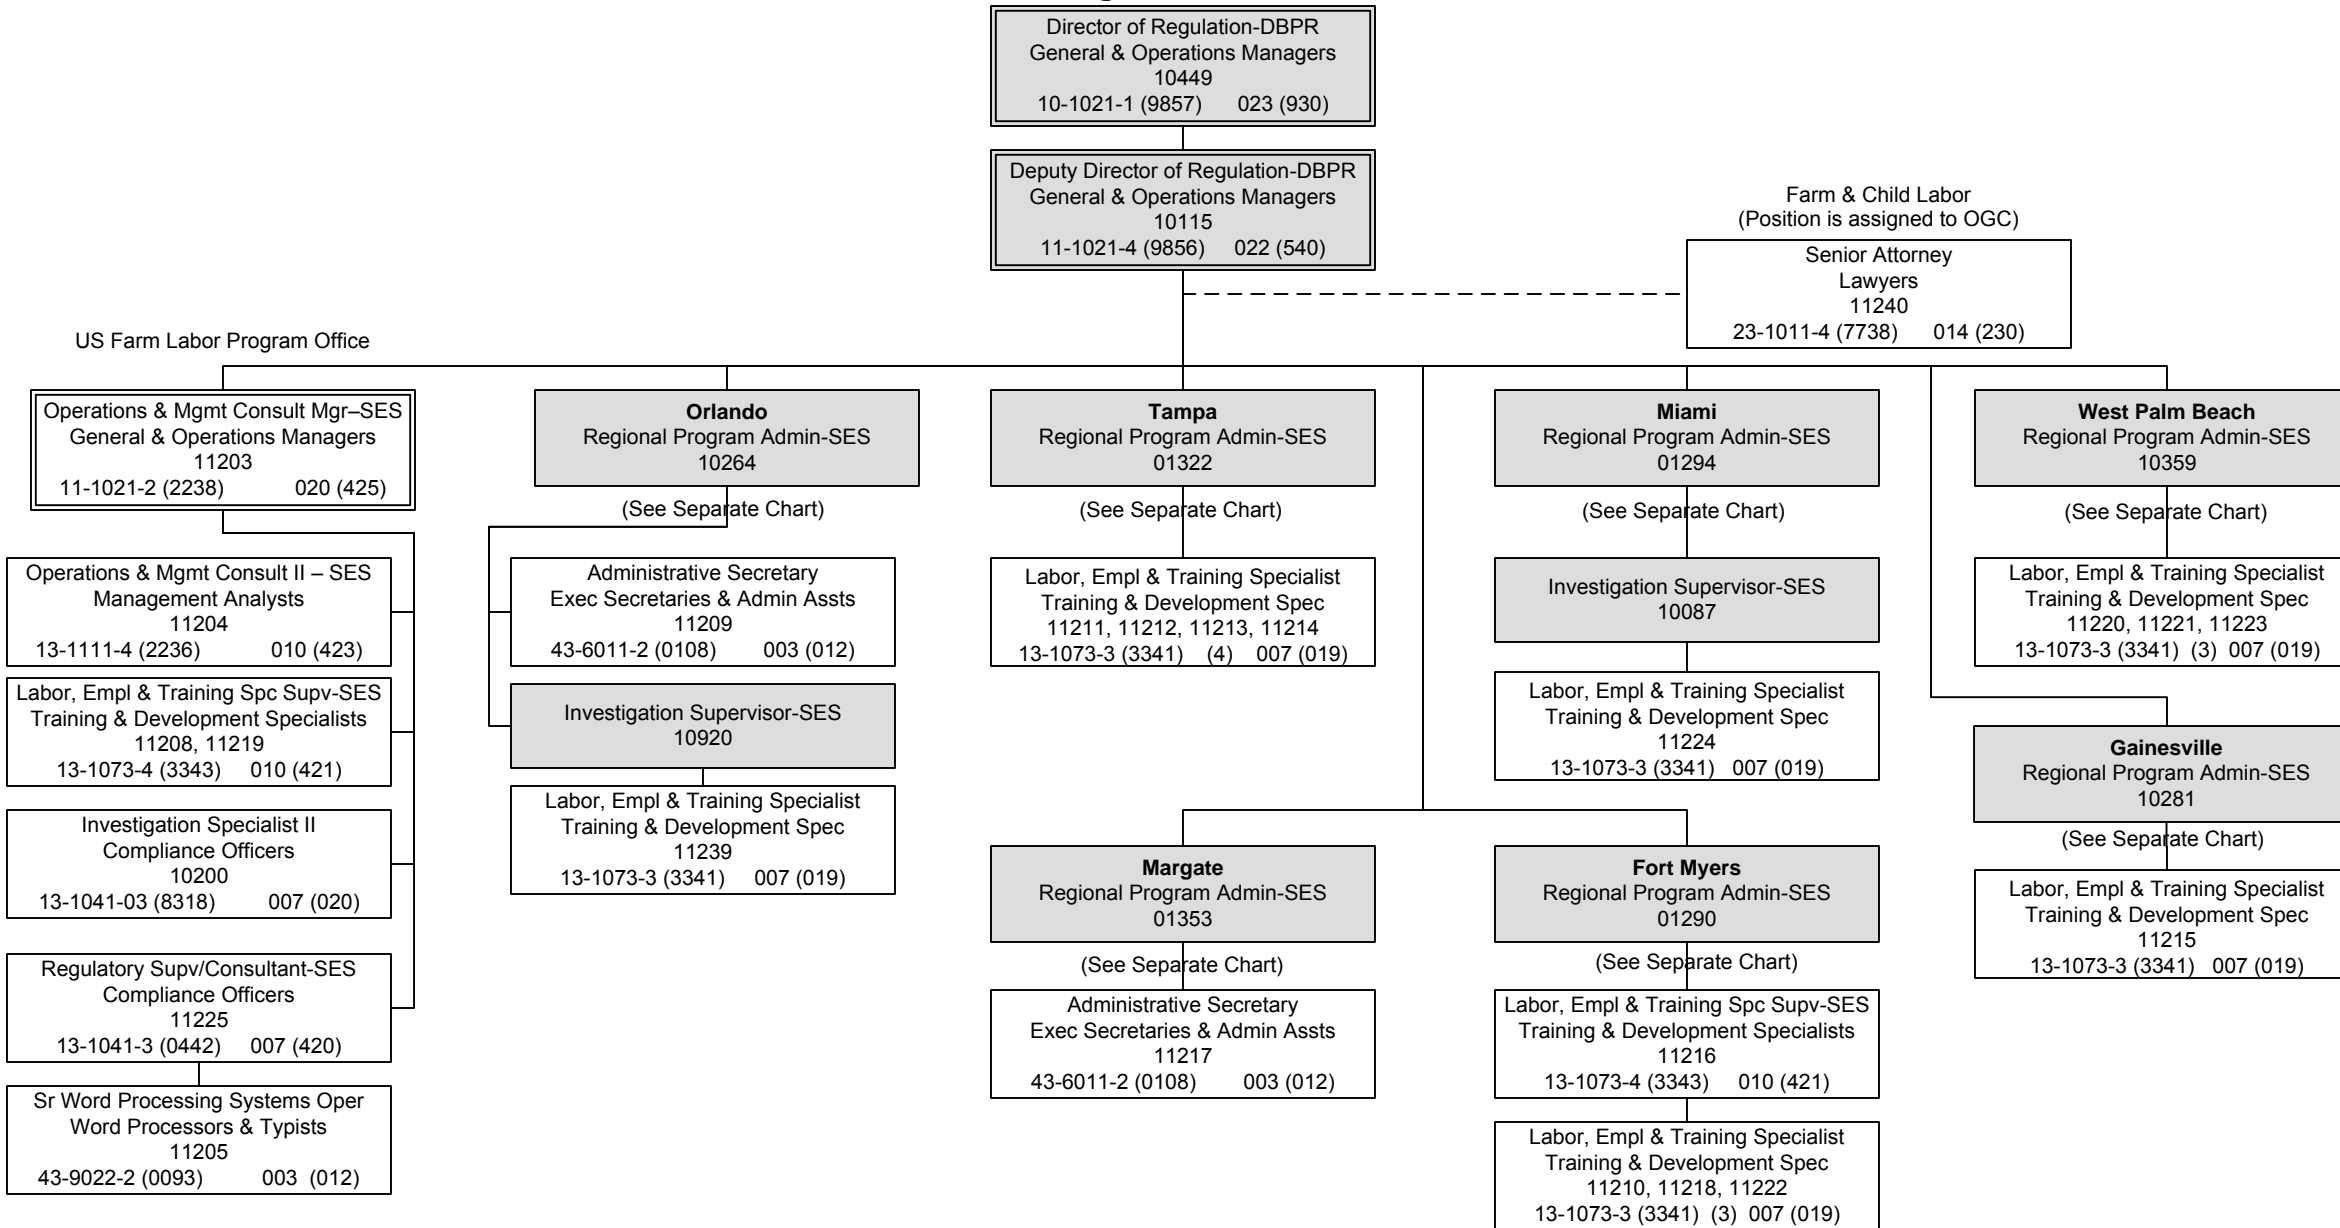 Director of Regulation-DBPR
General & Operations Managers
10449
10-1021-1 (9857) 023 (930)
Deputy Director of Regulation-DBPR
General & Operations Managers
10115
11-1021-4 (9856) 022 (540)
Farm & Child Labor
(Position is assigned to OGC)
Senior Attorney
Lawyers
11240
23-1011-4 (7738) 014 (230)
US Farm Labor Program Office
Operations & Mgmt Consult Mgr–SES
General & Operations Managers
11203
11-1021-2 (2238) 020 (425)
Operations & Mgmt Consult II – SES
Management Analysts
11204
13-1111-4 (2236) 010 (423)
Labor, Empl & Training Spc Supv-SES
Training & Development Specialists
11208, 11219
13-1073-4 (3343) 010 (421)
Investigation Specialist II
Compliance Officers
10200
13-1041-03 (8318) 007 (020)
Regulatory Supv/Consultant-SES
Compliance Officers
11225
13-1041-3 (0442) 007 (420)
Sr Word Processing Systems Oper
Word Processors & Typists
11205
43-9022-2 (0093) 003 (012)
Orlando
Regional Program Admin-SES
10264
(See Separate Chart)
Administrative Secretary
Exec Secretaries & Admin Assts
11209
43-6011-2 (0108) 003 (012)
Investigation Supervisor-SES
10920
Labor, Empl & Training Specialist
Training & Development Spec
11239
13-1073-3 (3341) 007 (019)
Tampa
Regional Program Admin-SES
01322
(See Separate Chart)
Labor, Empl & Training Specialist
Training & Development Spec
11211, 11212, 11213, 11214
13-1073-3 (3341) (4) 007 (019)
Miami
Regional Program Admin-SES
01294
(See Separate Chart)
Investigation Supervisor-SES
10087
Labor, Empl & Training Specialist
Training & Development Spec
11224
13-1073-3 (3341) 007 (019)
West Palm Beach
Regional Program Admin-SES
10359
(See Separate Chart)
Labor, Empl & Training Specialist
Training & Development Spec
11220, 11221, 11223
13-1073-3 (3341) (3) 007 (019)
Gainesville
Regional Program Admin-SES
10281
(See Separate Chart)
Labor, Empl & Training Specialist
Training & Development Spec
11215
13-1073-3 (3341) 007 (019)
Margate
Regional Program Admin-SES
01353
(See Separate Chart)
Administrative Secretary
Exec Secretaries & Admin Assts
11217
43-6011-2 (0108) 003 (012)
Fort Myers
Regional Program Admin-SES
01290
(See Separate Chart)
Labor, Empl & Training Spc Supv-SES
Training & Development Specialists
11216
13-1073-4 (3343) 010 (421)
Labor, Empl & Training Specialist
Training & Development Spec
11210, 11218, 11222
13-1073-3 (3341) (3) 007 (019)